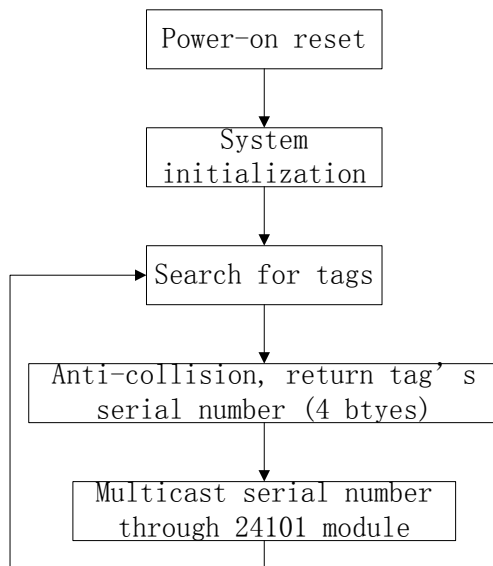 Power-on reset
System
initialization
Search for tags
Anti-collision, return tag’s
serial number (4 btyes)
Multicast serial number
through 24101 module